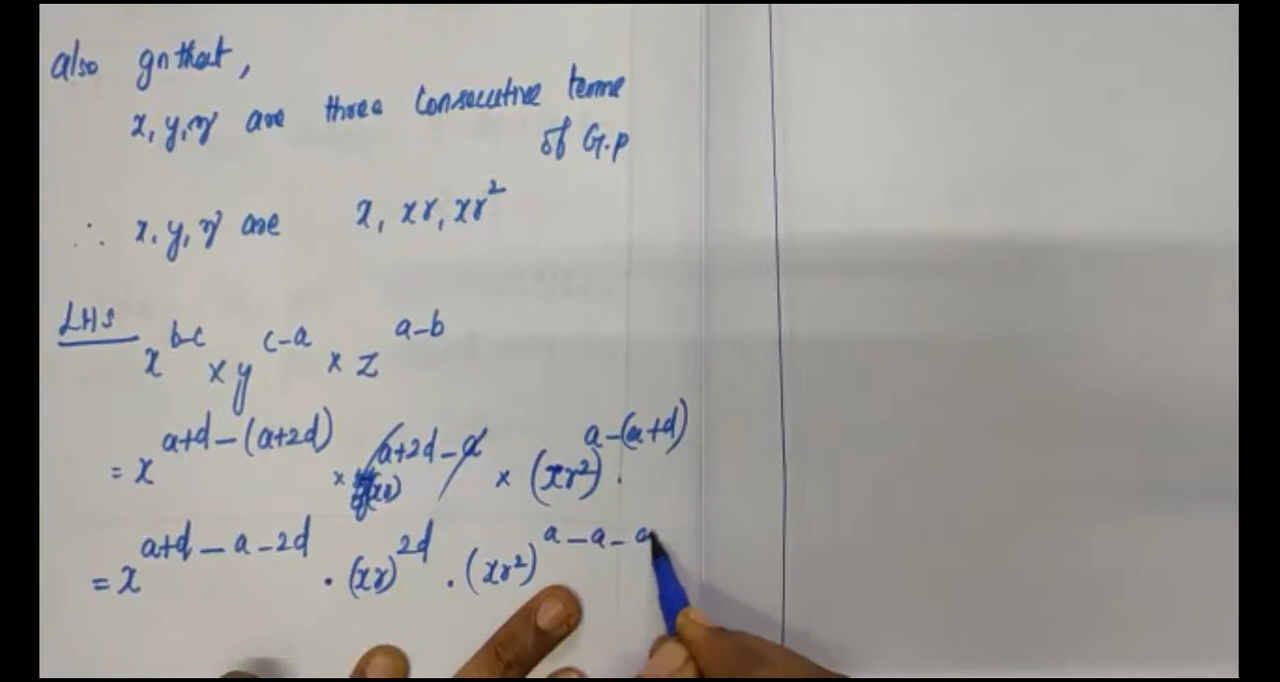 also gn that,
x, y, z are three consecutive terms
of G.P
∴ x, y, z are x, xr, xr²
LHS
x^{b-c} × y^{c-a} × z^{a-b}
= x^{a+d-(a+2d)} × (xr)^{a+2d-a} × (xr²)^{a-(a+d)}.
= x^{a+d-a-2d} . (xr)^{2d} . (xr²)^{a-a-